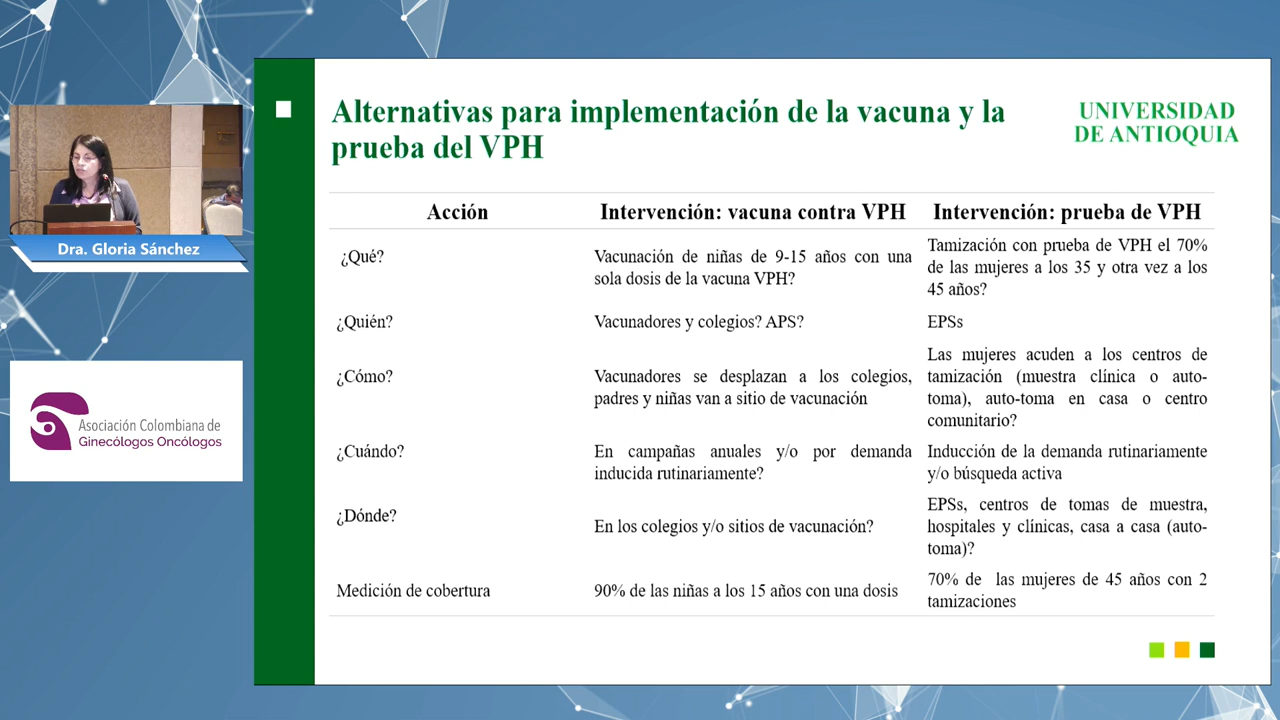 Alternativas para implementación de la vacuna y la
prueba del VPH
UNIVERSIDAD
DE ANTIOQUIA
Dra. Gloria Sánchez
Asociación Colombiana de
Ginecólogos Oncólogos
Acción
Intervención: vacuna contra VPH
Intervención: prueba de VPH
¿Qué?
Vacunación de niñas de 9-15 años con una
sola dosis de la vacuna VPH?
Tamización con prueba de VPH el 70%
de las mujeres a los 35 y otra vez a los
45 años?
¿Quién?
Vacunadores y colegios? APS?
EPSs
¿Cómo?
Vacunadores se desplazan a los colegios,
padres y niñas van a sitio de vacunación
Las mujeres acuden a los centros de
tamización (muestra clínica o auto-
toma), auto-toma en casa o centro
comunitario?
¿Cuándo?
En campañas anuales y/o por demanda
inducida rutinariamente?
Inducción de la demanda rutinariamente
y/o búsqueda activa
¿Dónde?
En los colegios y/o sitios de vacunación?
EPSs, centros de tomas de muestra,
hospitales y clínicas, casa a casa (auto-
toma)?
Medición de cobertura
90% de las niñas a los 15 años con una dosis
70% de las mujeres de 45 años con 2
tamizaciones